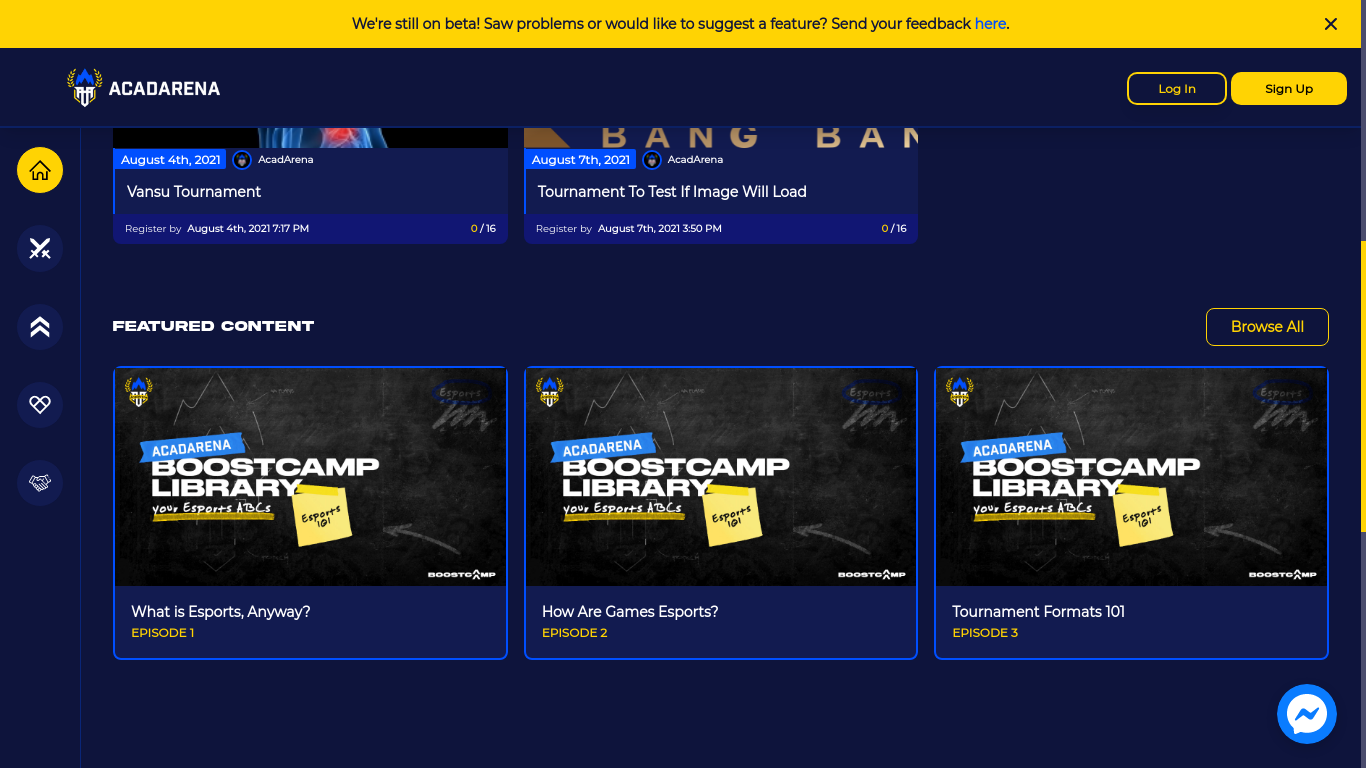 We're still on beta! Saw problems or would like to suggest a feature? Send your feedback here.
ACADARENA
Log In
Sign Up
BANG BAN
August 4th, 2021
AcadArena
Vansu Tournament
Register by August 4th, 2021 7:17 PM
0 / 16
August 7th, 2021
AcadArena
Tournament To Test If Image Will Load
Register by August 7th, 2021 3:50 PM
0 / 16
FEATURED CONTENT
Browse All
Esports
ACADARENA
BOOSTCAMP
LIBRARY
your Esports ABCs
Esports
101
BOOSTCAMP
What is Esports, Anyway?
EPISODE 1
Esports
ACADARENA
BOOSTCAMP
LIBRARY
your Esports ABCs
Esports
101
BOOSTCAMP
How Are Games Esports?
EPISODE 2
Esports
ACADARENA
BOOSTCAMP
LIBRARY
your Esports ABCs
Esports
101
BOOSTCAMP
Tournament Formats 101
EPISODE 3